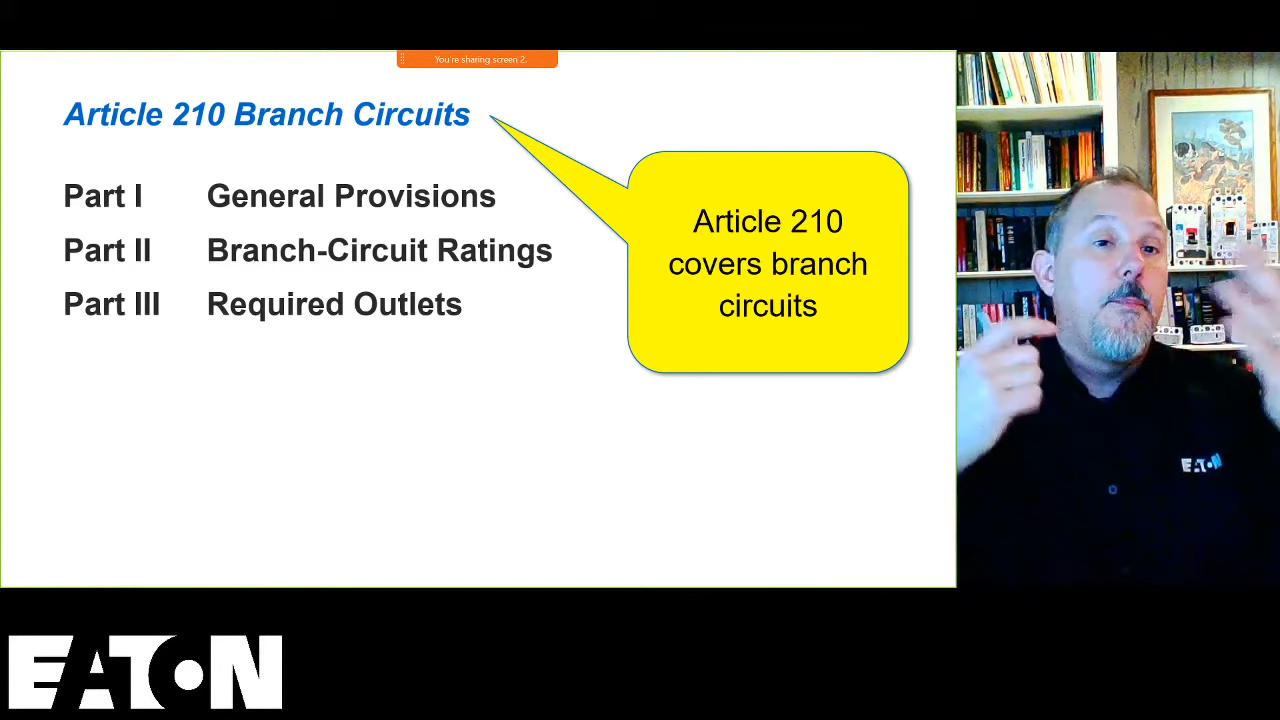 You're sharing screen 2.
Article 210 Branch Circuits
Part I General Provisions
Part II Branch-Circuit Ratings
Part III Required Outlets
Article 210
covers branch
circuits
EATON
EATON